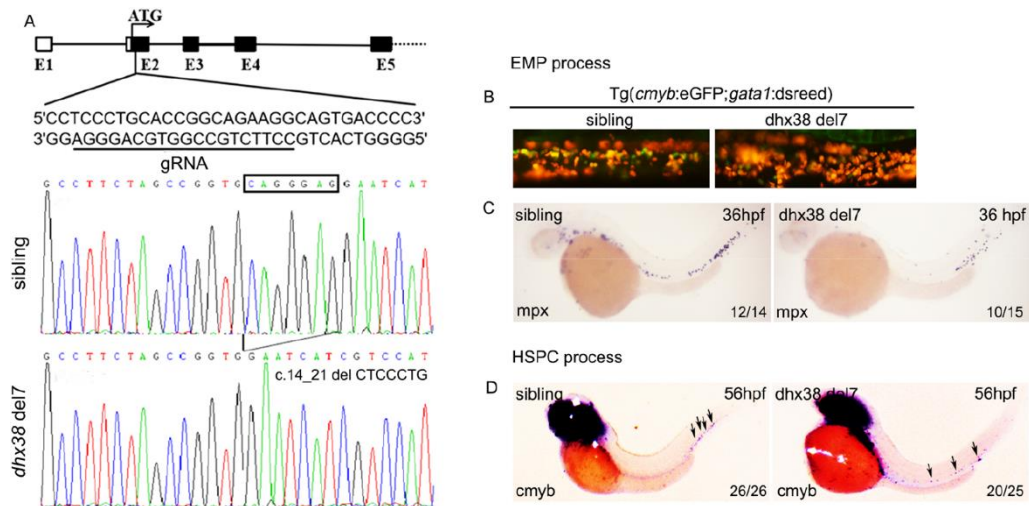 A
ATG
E1 E2 E3 E4 E5
5'CCTCCCTGCACCGGCAGAAGGCAGTGACCCC3'
3'GGAGGGACGTGGCCGTCTTCCGTCACTGGGG5'
gRNA
G C C T T C T A G C C G G T G C A G G G A G G A A T C A T
sibling
G C C T T C T A G C C G G T G G A A T C A T C G T C C A T
c.14_21 del CTCCCTG
dhx38 del7
EMP process
B
Tg(cmyb:eGFP;gata1:dsreed)
sibling dhx38 del7
C
sibling 36hpf
mpx 12/14
dhx38 del7 36 hpf
mpx 10/15
HSPC process
D
sibling 56hpf
cmyb 26/26
dhx38 del7 56hpf
cmyb 20/25